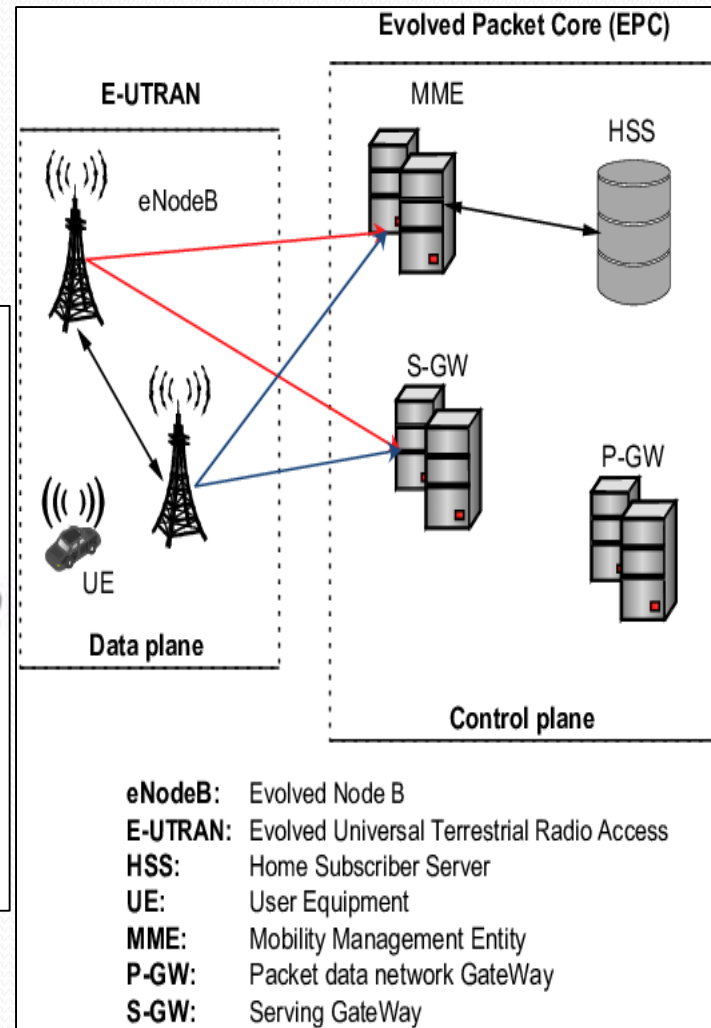 Evolved Packet Core (EPC)
E-UTRAN
MME
HSS
eNodeB
S-GW
P-GW
UE
Data plane
Control plane
eNodeB: Evolved Node B
E-UTRAN: Evolved Universal Terrestrial Radio Access
HSS: Home Subscriber Server
UE: User Equipment
MME: Mobility Management Entity
P-GW: Packet data network GateWay
S-GW: Serving GateWay